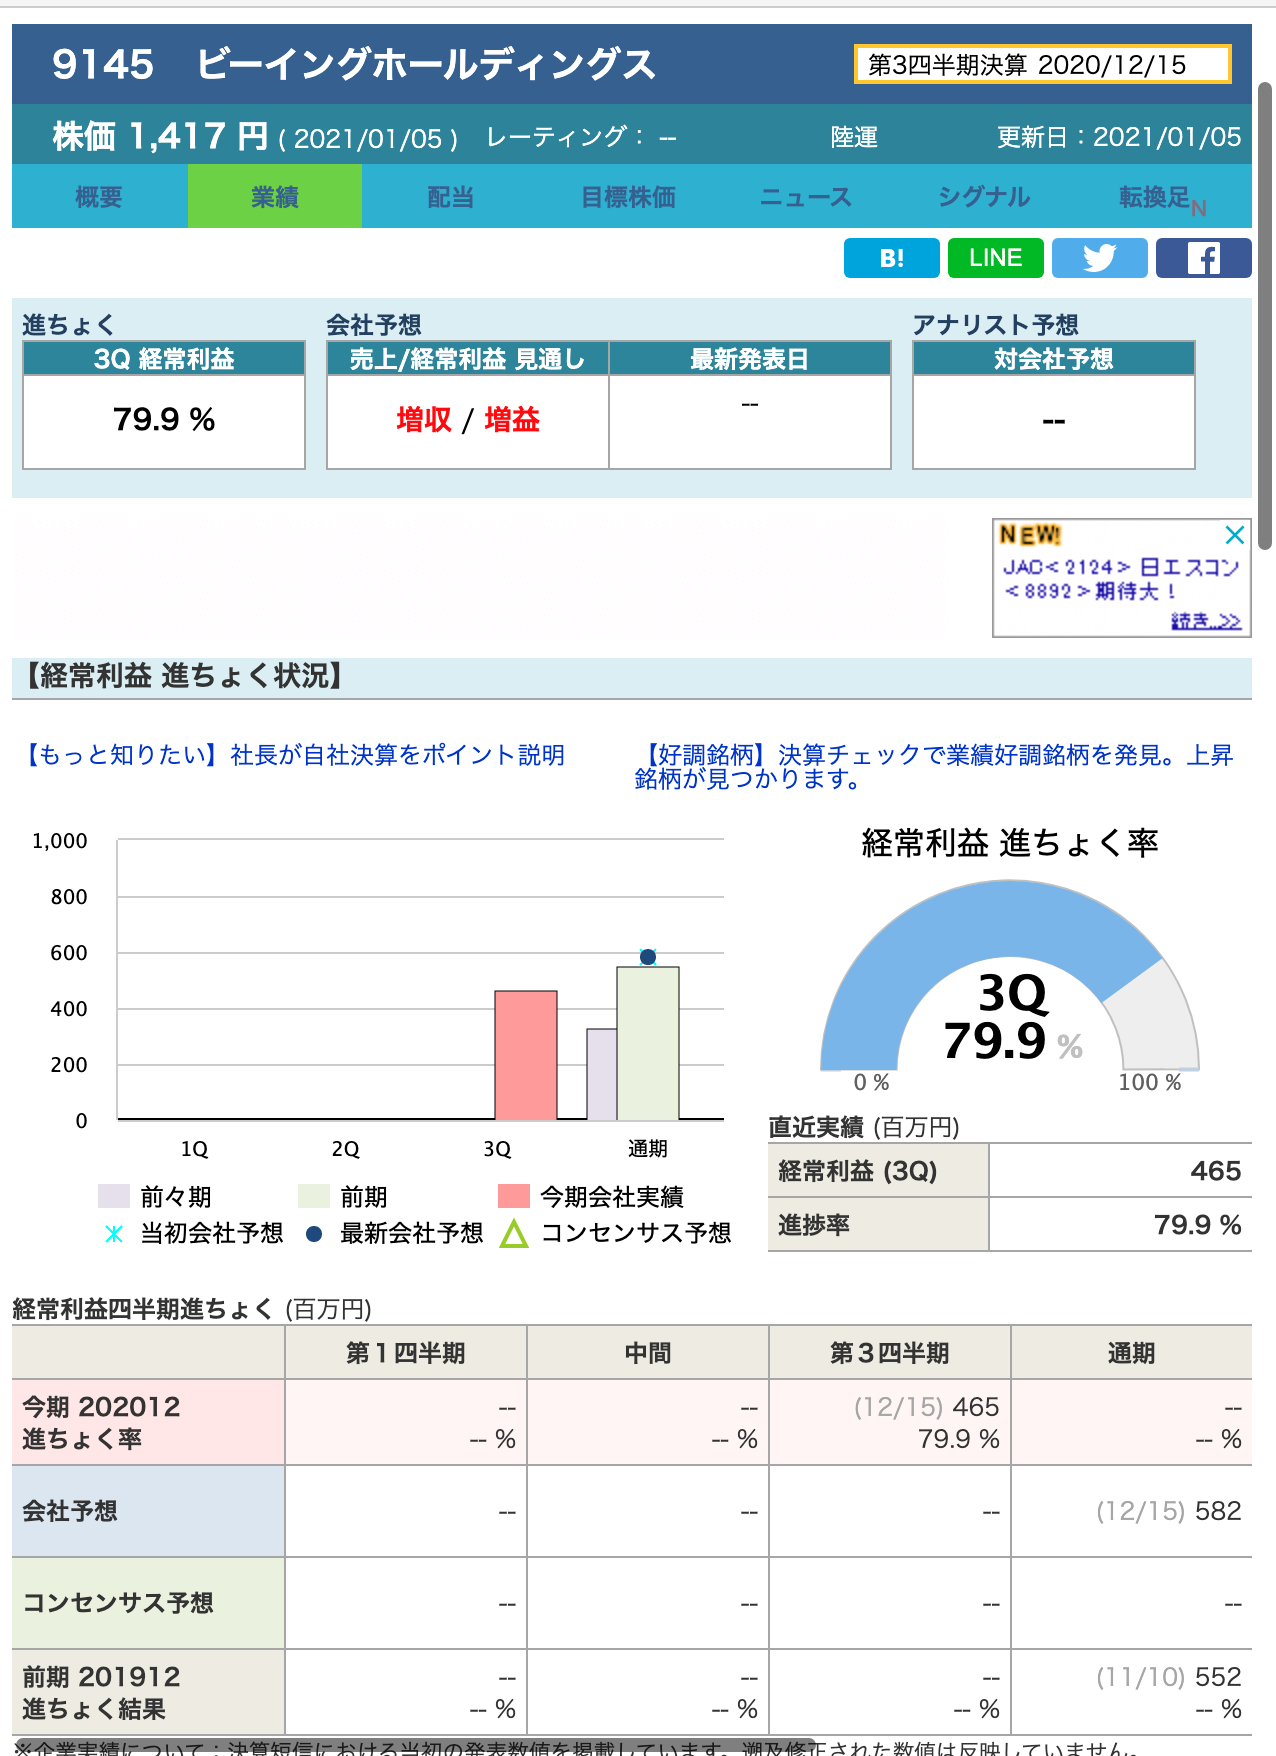 9145　ビーイングホールディングス
第3四半期決算 2020/12/15
株価 1,417 円 ( 2021/01/05 )　レーティング： --　陸運　更新日：2021/01/05
概要　業績　配当　目標株価　ニュース　シグナル　転換足N
B!　LINE
進ちょく　会社予想　アナリスト予想
3Q 経常利益　売上/経常利益 見通し　最新発表日　対会社予想
79.9 %　増収 / 増益　--　--
NEW!
JAC<2124> 日エスコン
<8892>期待大！
続き..>>
【経常利益 進ちょく状況】
【もっと知りたい】社長が自社決算をポイント説明
【好調銘柄】決算チェックで業績好調銘柄を発見。上昇
銘柄が見つかります。
1,000
800
600
400
200
0
1Q　2Q　3Q　通期
前々期　前期　今期会社実績
当初会社予想　最新会社予想　コンセンサス予想
経常利益 進ちょく率
3Q
79.9 %
0 %　100 %
直近実績 (百万円)
経常利益 (3Q)　465
進捗率　79.9 %
経常利益四半期進ちょく (百万円)
第１四半期　中間　第３四半期　通期
今期 202012　--　--　(12/15) 465　--
進ちょく率　-- %　-- %　79.9 %　-- %
会社予想　--　--　--　(12/15) 582
コンセンサス予想　--　--　--　--
前期 201912　--　--　--　(11/10) 552
進ちょく結果　-- %　-- %　-- %　-- %
※企業実績について：決算短信における当初の発表数値を掲載しています。遡及修正された数値は反映していません。